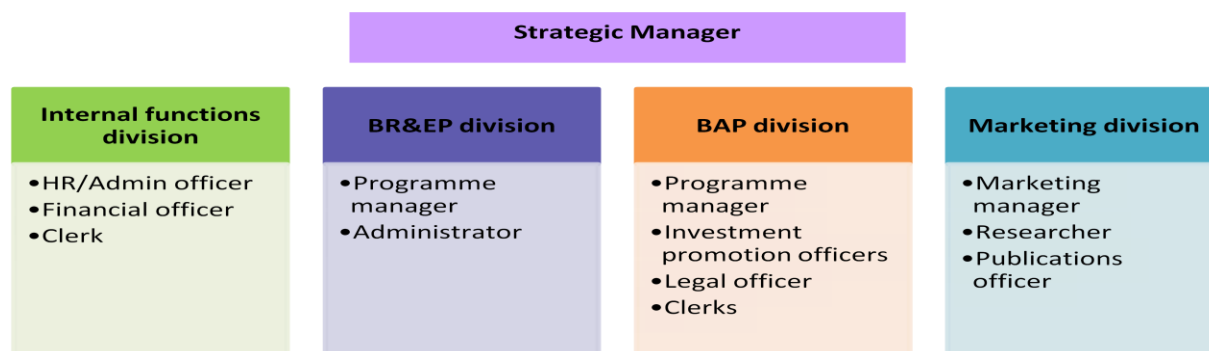 Strategic Manager
Internal functions
division
•HR/Admin officer
•Financial officer
•Clerk
BR&EP division
•Programme
manager
•Administrator
BAP division
•Programme
manager
•Investment
promotion officers
•Legal officer
•Clerks
Marketing division
•Marketing
manager
•Researcher
•Publications
officer